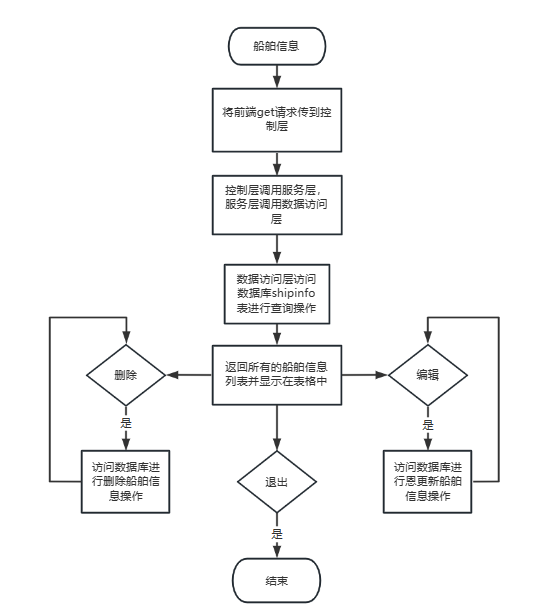 船舶信息
将前端get请求传到控
制层
控制层调用服务层，
服务层调用数据访问
层
数据访问层访问
数据库shipinfo
表进行查询操作
删除
返回所有的船舶信息
列表并显示在表格中
编辑
是
是
访问数据库进
行删除船舶信
息操作
退出
访问数据库进
行恩更新船舶
信息操作
是
结束